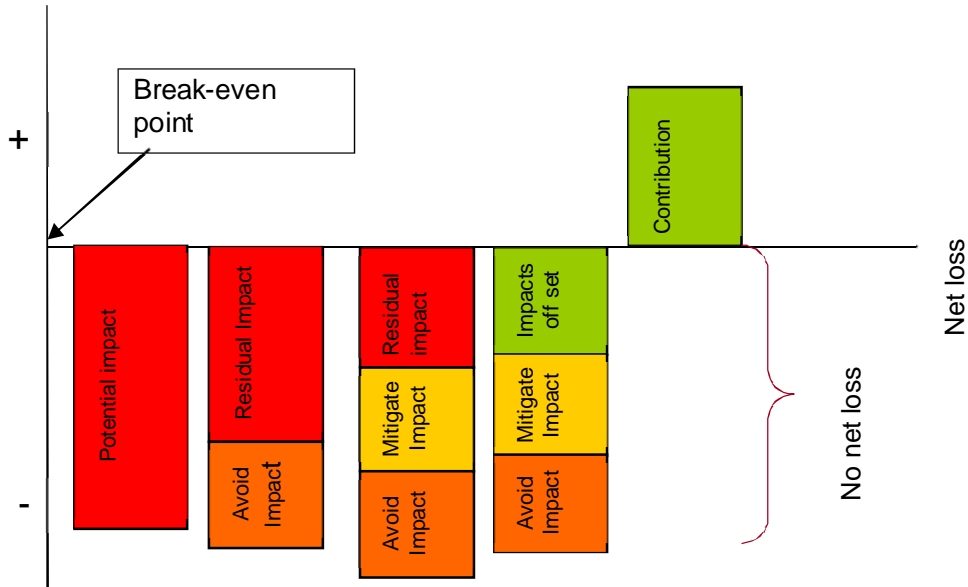 Break-even
point
+
-
Potential impact
Residual Impact
Avoid
Impact
Residual
impact
Mitigate
Impact
Avoid
Impact
Impacts
off set
Mitigate
Impact
Avoid
Impact
Contribution
No net loss
Net loss